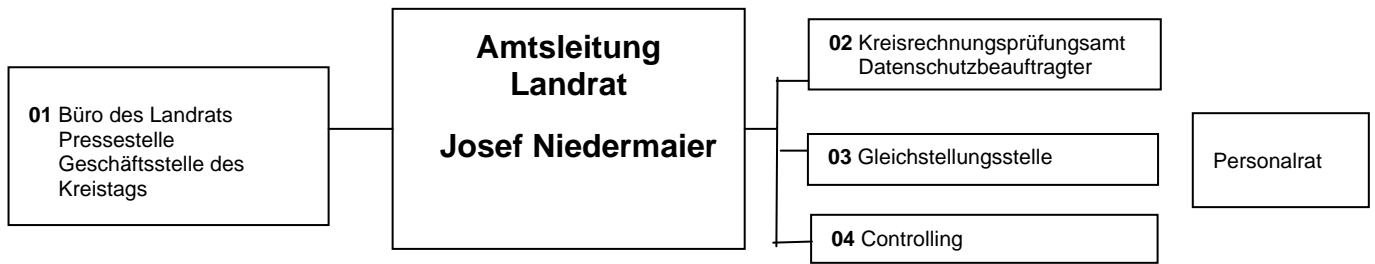 01 Büro des Landrats
Pressestelle
Geschäftsstelle des
Kreistags
Amtsleitung
Landrat
Josef Niedermaier
02 Kreisrechnungsprüfungsamt
Datenschutzbeauftragter
03 Gleichstellungsstelle
04 Controlling
Personalrat